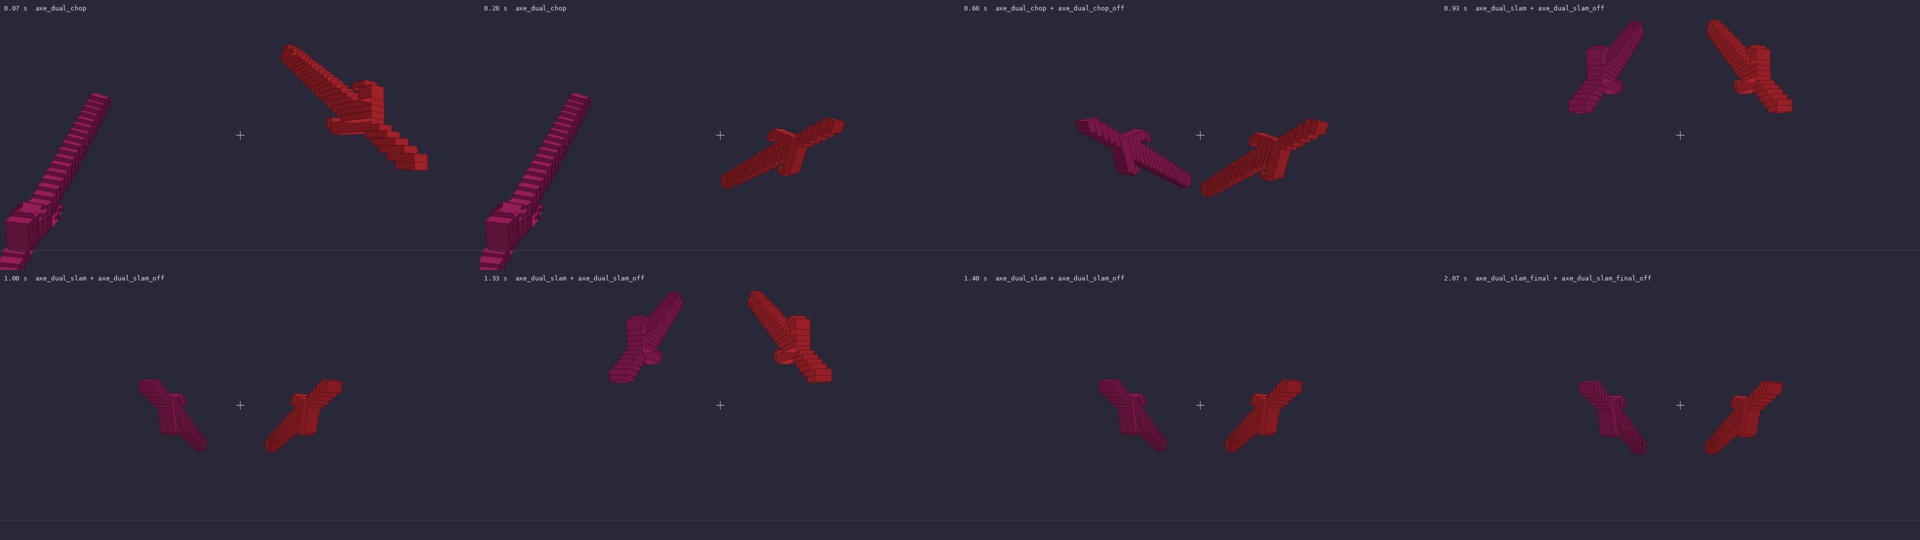 0.07 s  axe_dual_chop
0.20 s  axe_dual_chop
0.60 s  axe_dual_chop + axe_dual_chop_off
0.93 s  axe_dual_slam + axe_dual_slam_off
1.00 s  axe_dual_slam + axe_dual_slam_off
1.33 s  axe_dual_slam + axe_dual_slam_off
1.40 s  axe_dual_slam + axe_dual_slam_off
2.07 s  axe_dual_slam_final + axe_dual_slam_final_off